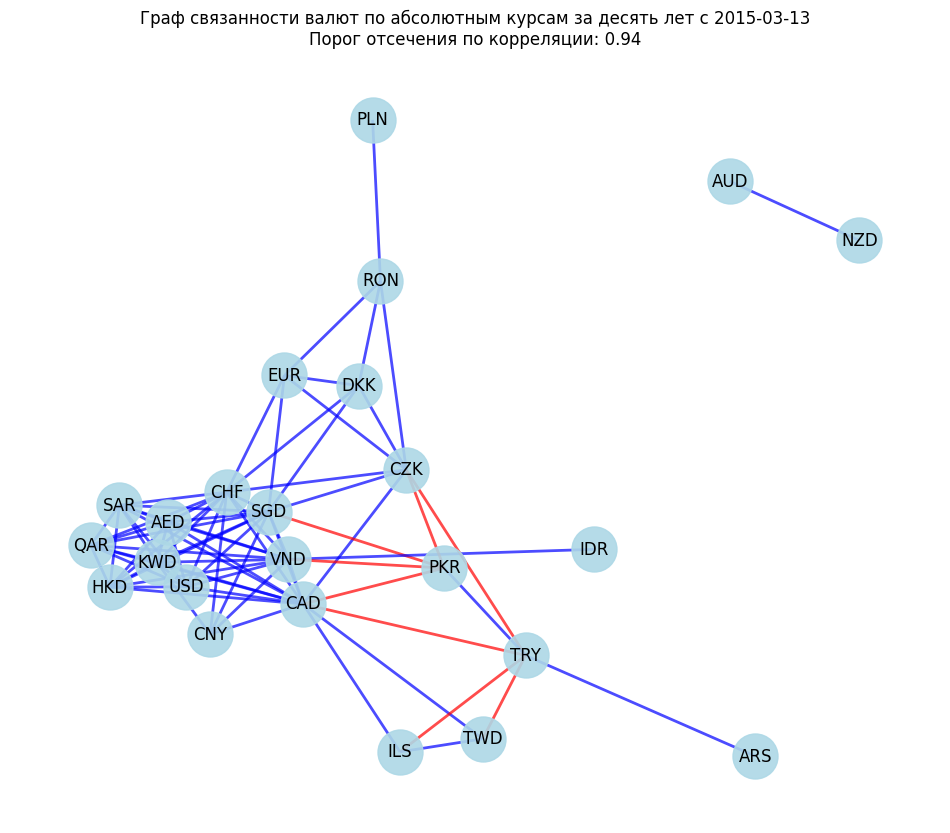 Граф связанности валют по абсолютным курсам за десять лет с 2015-03-13
Порог отсечения по корреляции: 0.94
PLN
AUD
NZD
RON
EUR
DKK
CZK
CHF
SAR
SGD
AED
QAR
IDR
VND
KWD
PKR
HKD
USD
CAD
CNY
TRY
TWD
ILS
ARS